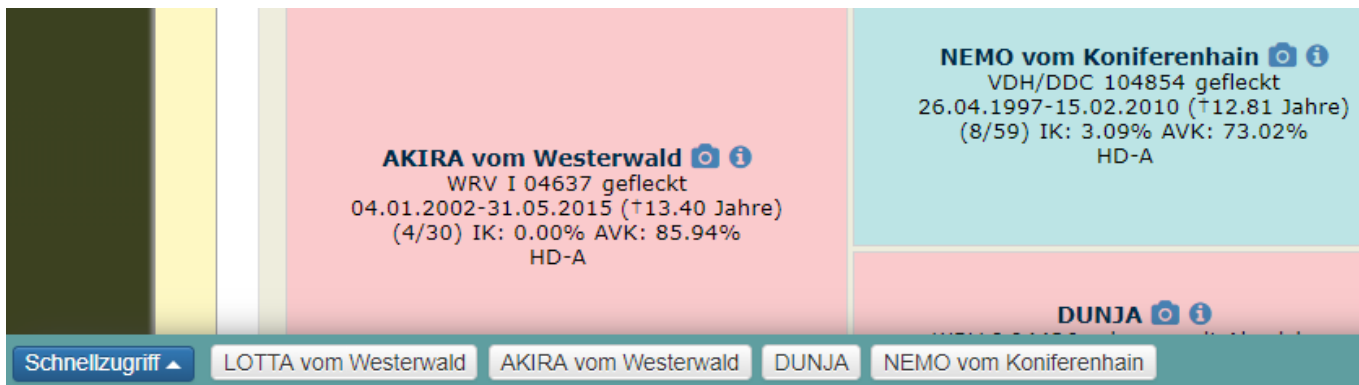 AKIRA vom Westerwald
WRV I 04637 gefleckt
04.01.2002-31.05.2015 (†13.40 Jahre)
(4/30) IK: 0.00% AVK: 85.94%
HD-A
NEMO vom Koniferenhain
VDH/DDC 104854 gefleckt
26.04.1997-15.02.2010 (†12.81 Jahre)
(8/59) IK: 3.09% AVK: 73.02%
HD-A
DUNJA
Schnellzugriff
LOTTA vom Westerwald
AKIRA vom Westerwald
DUNJA
NEMO vom Koniferenhain